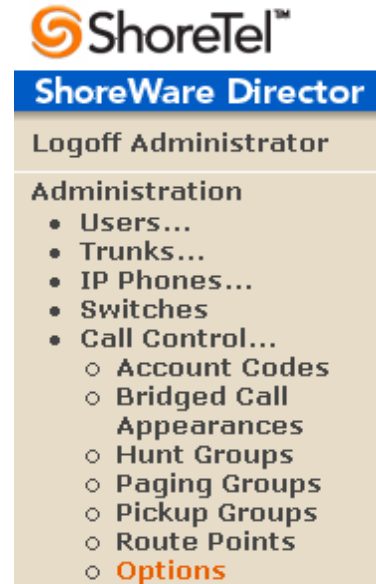 ShoreTel™
ShoreWare Director
Logoff Administrator
Administration
• Users...
• Trunks...
• IP Phones...
• Switches
• Call Control...
○ Account Codes
○ Bridged Call
Appearances
○ Hunt Groups
○ Paging Groups
○ Pickup Groups
○ Route Points
○ Options